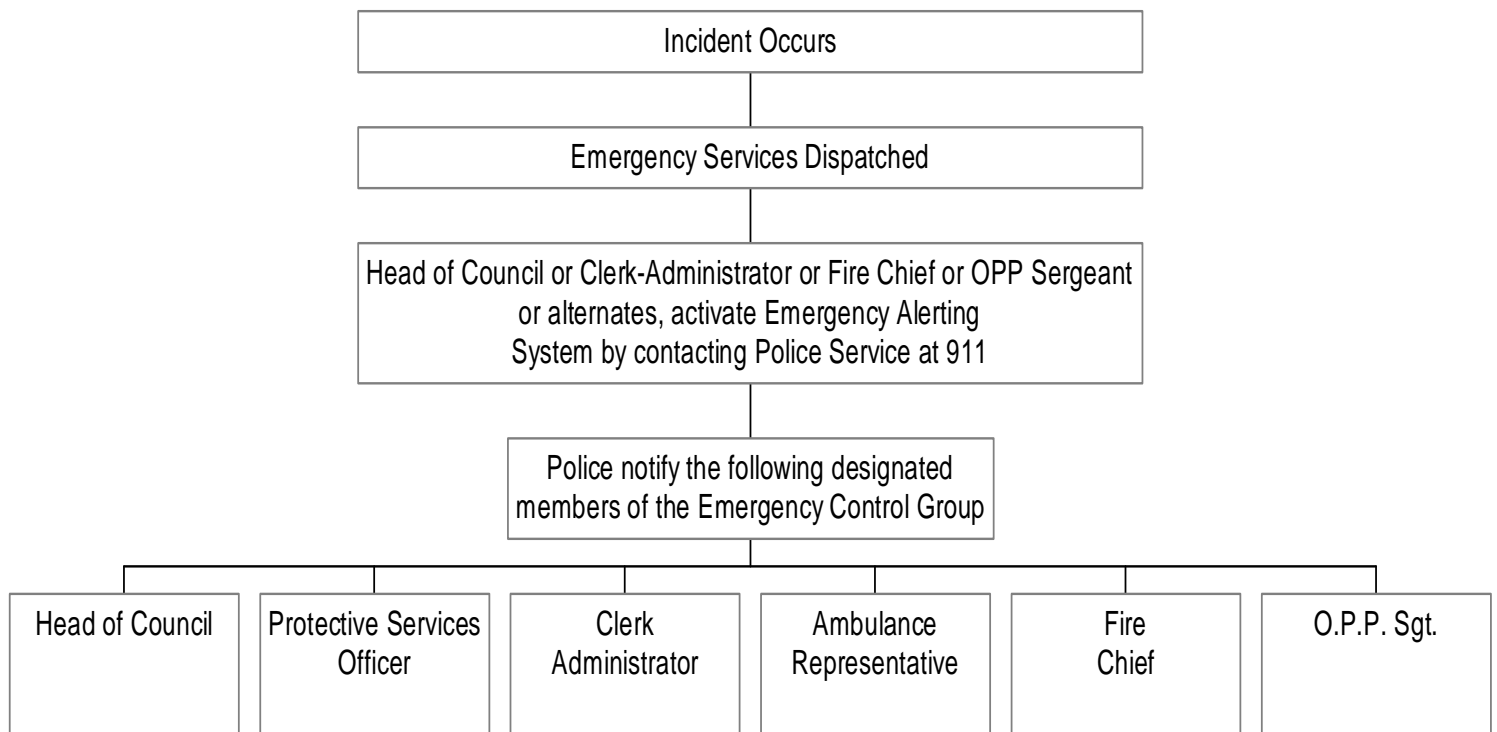 Incident Occurs
Emergency Services Dispatched
Head of Council or Clerk-Administrator or Fire Chief or OPP Sergeant
or alternates, activate Emergency Alerting
System by contacting Police Service at 911
Police notify the following designated
members of the Emergency Control Group
Head of Council
Protective Services
Officer
Clerk
Administrator
Ambulance
Representative
Fire
Chief
O.P.P. Sgt.